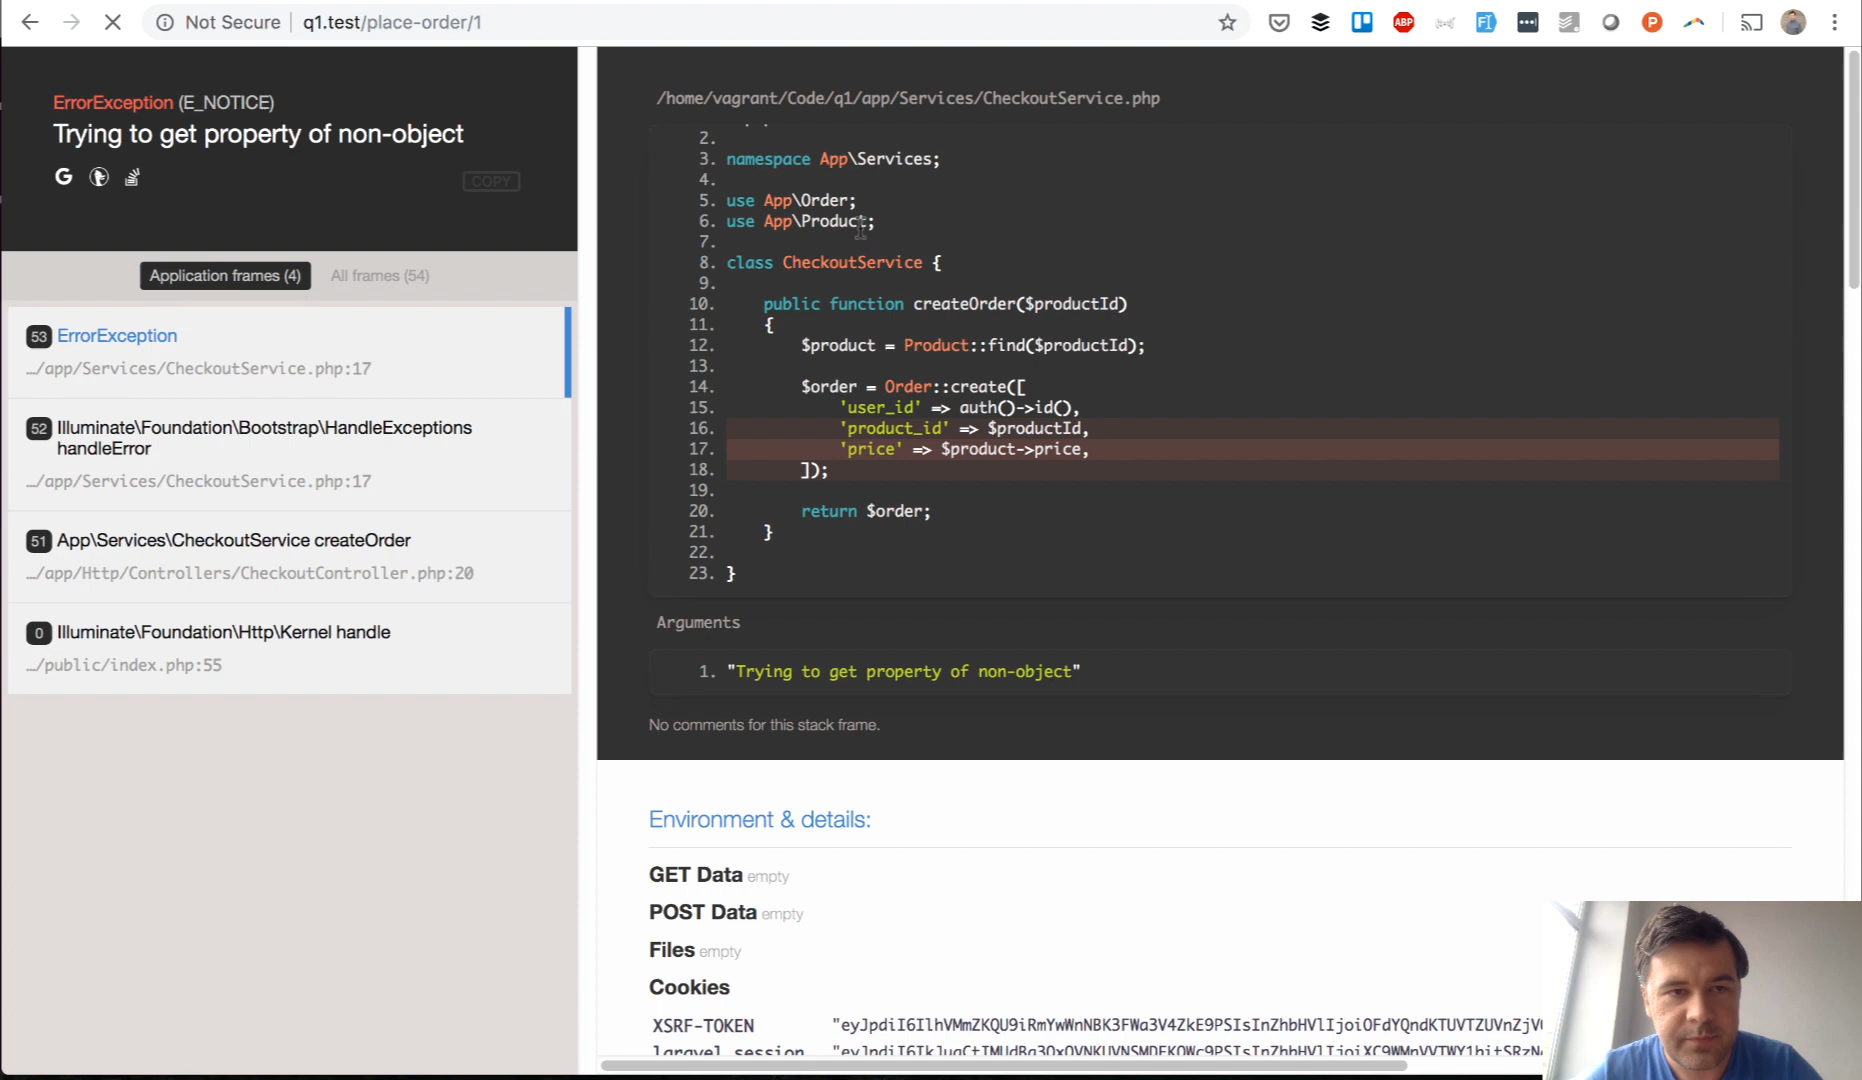 Not Secure | q1.test/place-order/1
ABP
P
ErrorException (E_NOTICE)
Trying to get property of non-object
G
COPY
Application frames (4) All frames (54)
53 ErrorException
…/app/Services/CheckoutService.php:17
52 Illuminate\Foundation\Bootstrap\HandleExceptions
handleError
…/app/Services/CheckoutService.php:17
51 App\Services\CheckoutService createOrder
…/app/Http/Controllers/CheckoutController.php:20
0 Illuminate\Foundation\Http\Kernel handle
…/public/index.php:55
/home/vagrant/Code/q1/app/Services/CheckoutService.php
2.
3. namespace App\Services;
4.
5. use App\Order;
6. use App\Product;
7.
8. class CheckoutService {
9.
10. public function createOrder($productId)
11. {
12. $product = Product::find($productId);
13.
14. $order = Order::create([
15. 'user_id' => auth()->id(),
16. 'product_id' => $productId,
17. 'price' => $product->price,
18. ]);
19.
20. return $order;
21. }
22.
23. }
Arguments
1. "Trying to get property of non-object"
No comments for this stack frame.
Environment & details:
GET Data empty
POST Data empty
Files empty
Cookies
XSRF-TOKEN
laravel_session